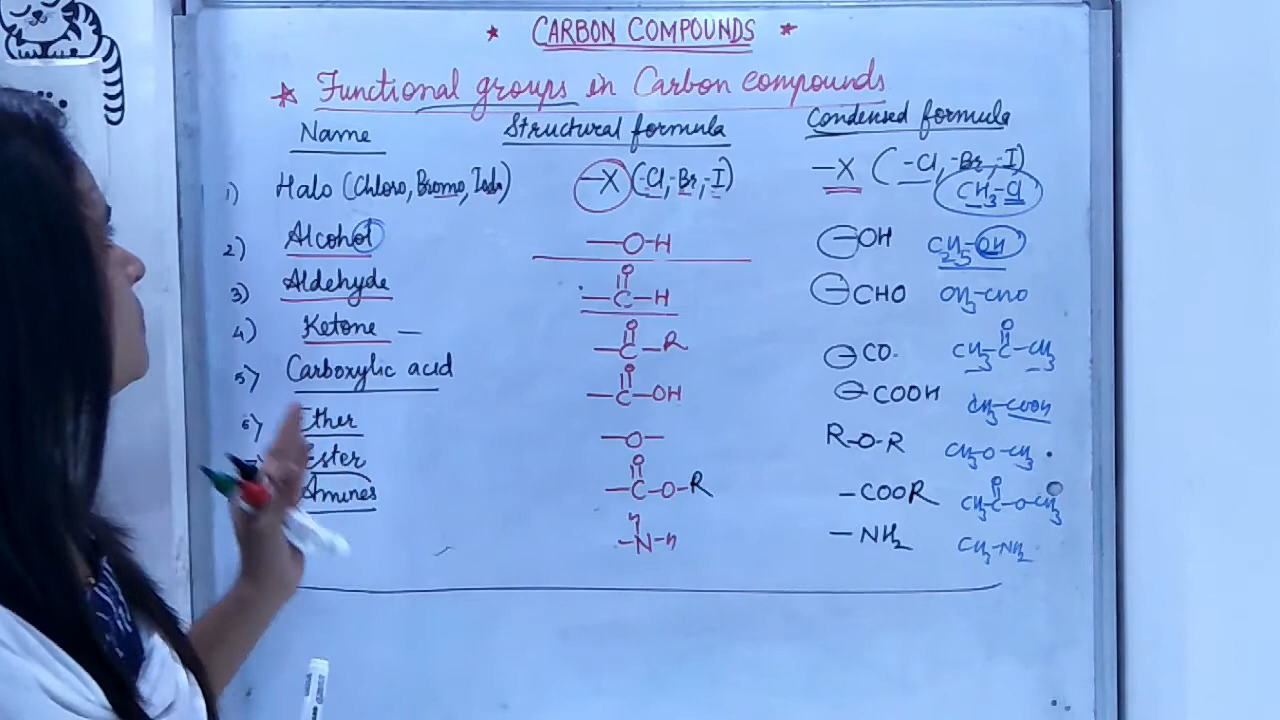 * CARBON COMPOUNDS *
* Functional groups in Carbon compounds
Name Structural formula Condensed formula
1) Halo (Chloro, Bromo, Iodo) –X (-Cl, -Br, -I) –X (-Cl, -Br, -I)
CH3-Cl
2) Alcohol –O-H –OH C2H5-OH
3) Aldehyde O
–C–H –CHO CH3-CHO
4) Ketone – O
–C–R –CO- O
CH3–C–CH3
5) Carboxylic acid O
–C–OH –COOH CH3-COOH
6) Ether –O– R-O-R CH3-O-CH3
Ester O
–C–O–R –COOR O
CH3–C–O–CH3
Amines H
–N–H –NH2 CH3-NH2